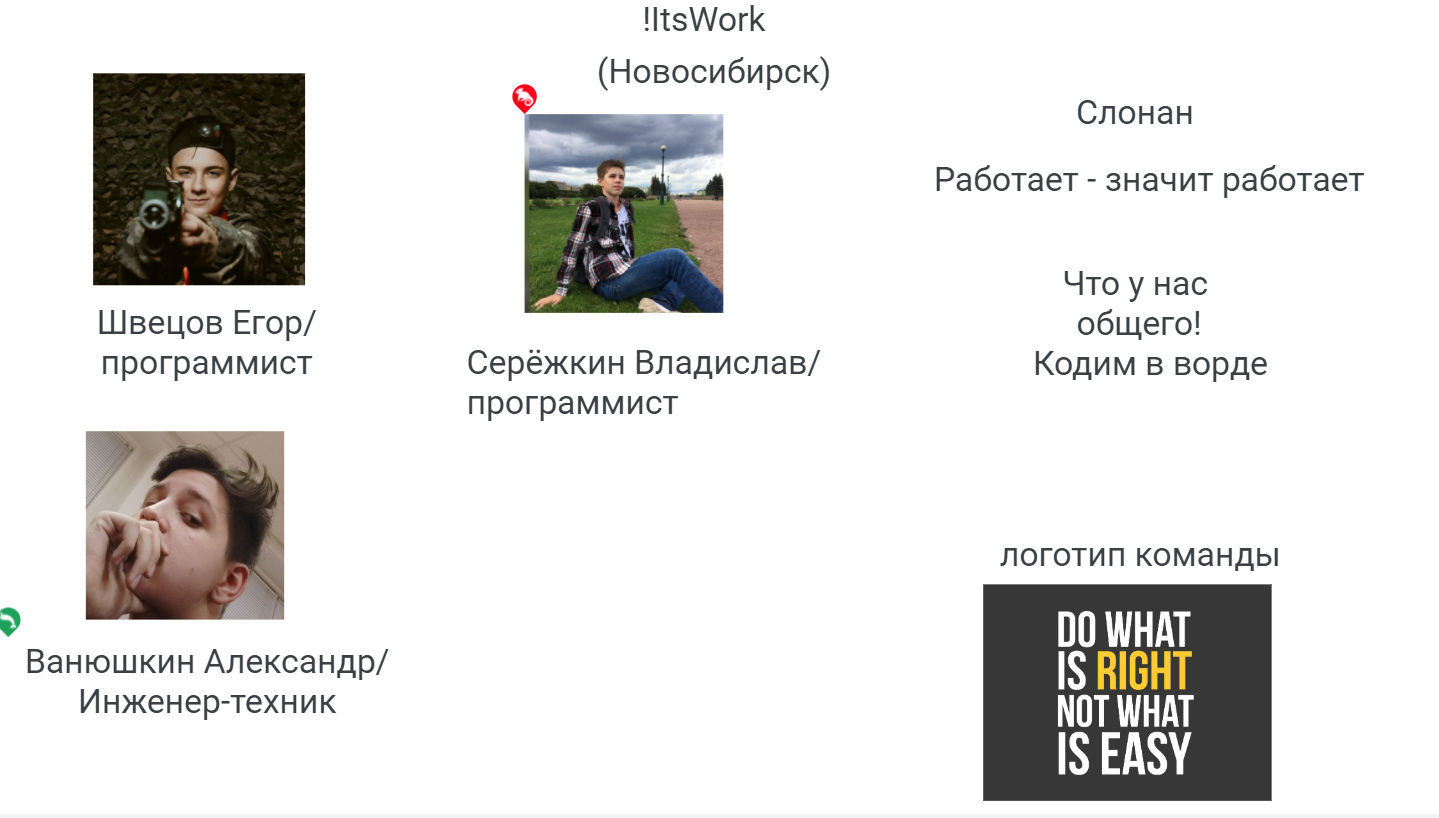 !ItsWork
(Новосибирск)
Швецов Егор/
программист
Серёжкин Владислав/
программист
Ванюшкин Александр/
Инженер-техник
Слонан
Работает - значит работает
Что у нас
общего!
Кодим в ворде
логотип команды
DO WHAT
IS RIGHT
NOT WHAT
IS EASY